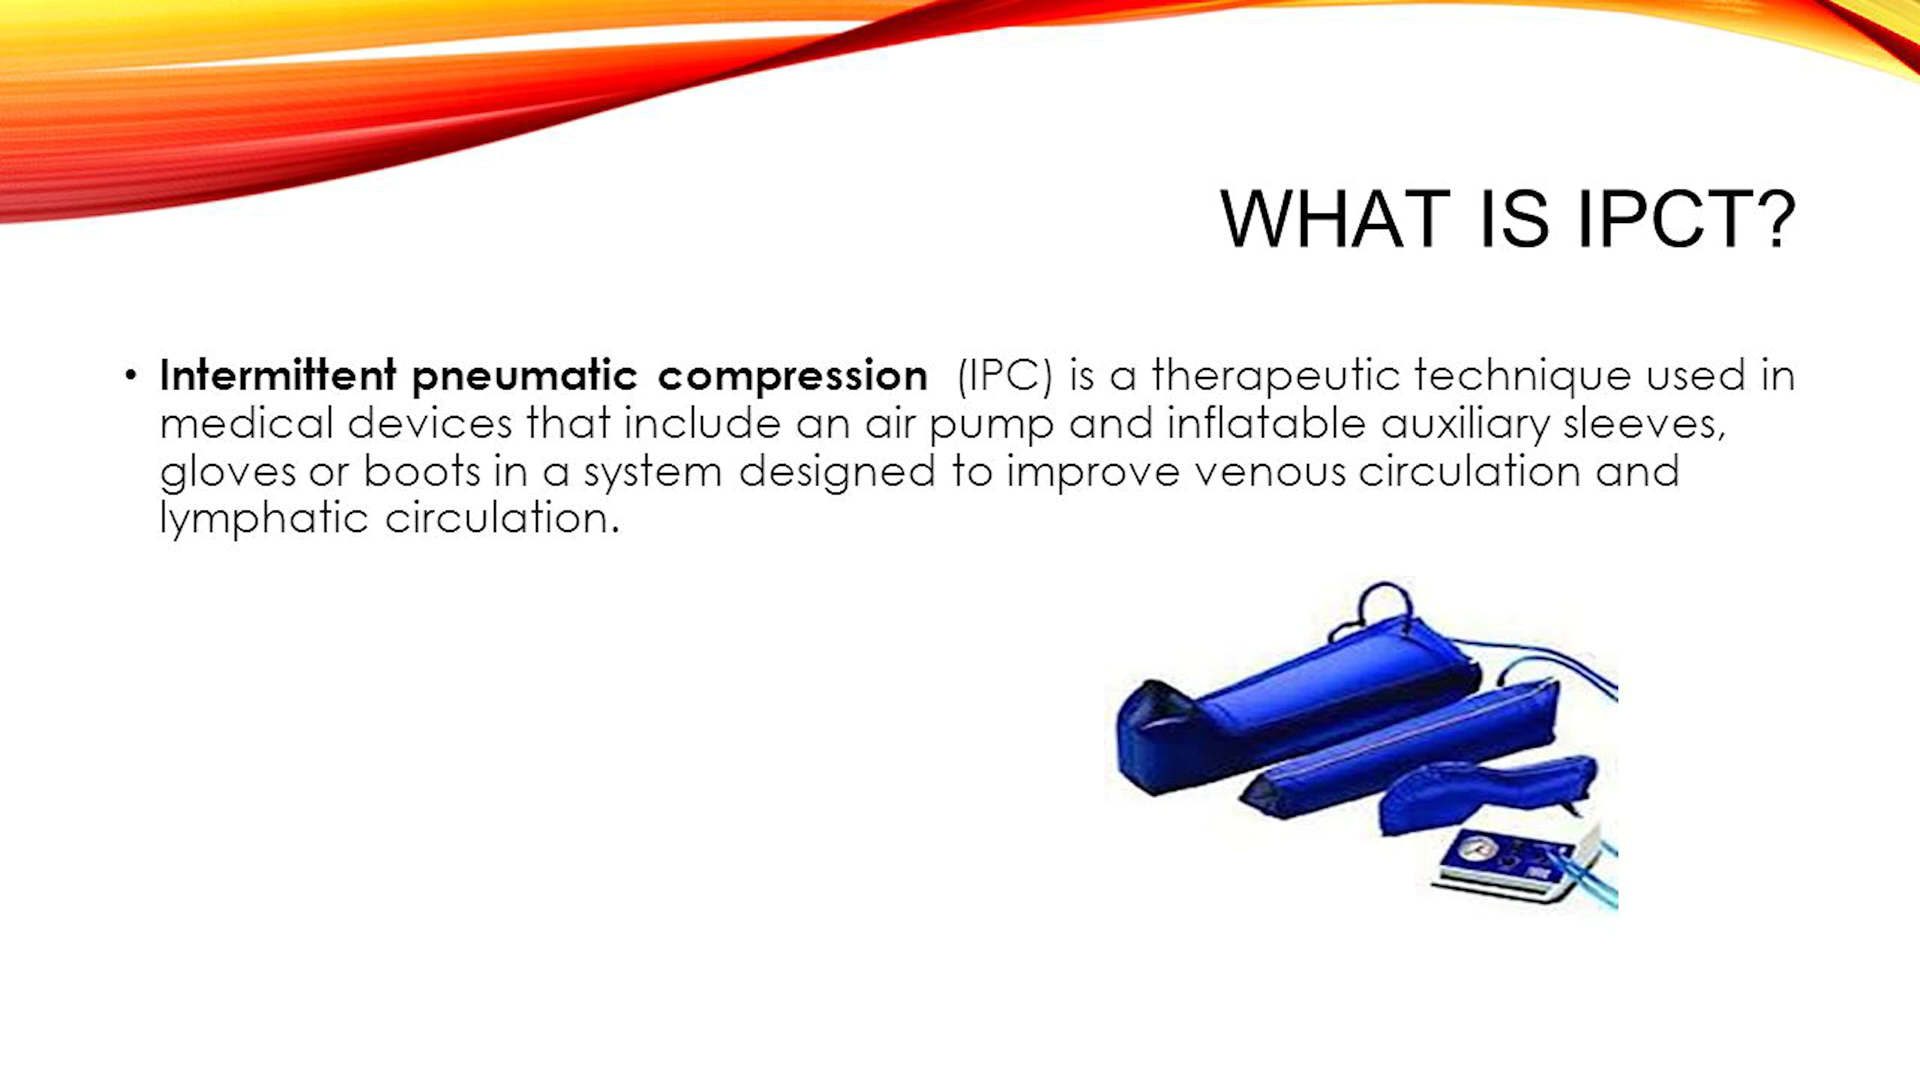 WHAT IS IPCT?
• Intermittent pneumatic compression (IPC) is a therapeutic technique used in
medical devices that include an air pump and inflatable auxiliary sleeves,
gloves or boots in a system designed to improve venous circulation and
lymphatic circulation.